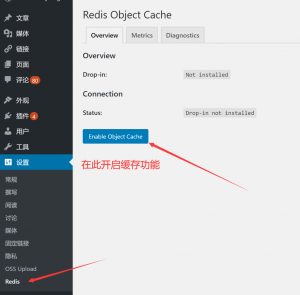 文章
媒体
链接
页面
评论 80
外观
插件 4
用户
工具
设置
常规
撰写
阅读
讨论
媒体
固定链接
隐私
OSS Upload
Redis
Redis Object Cache
Overview Metrics Diagnostics
Overview
Drop-in: Not installed
Connection
Status: Drop-in not installed
Enable Object Cache
在此开启缓存功能